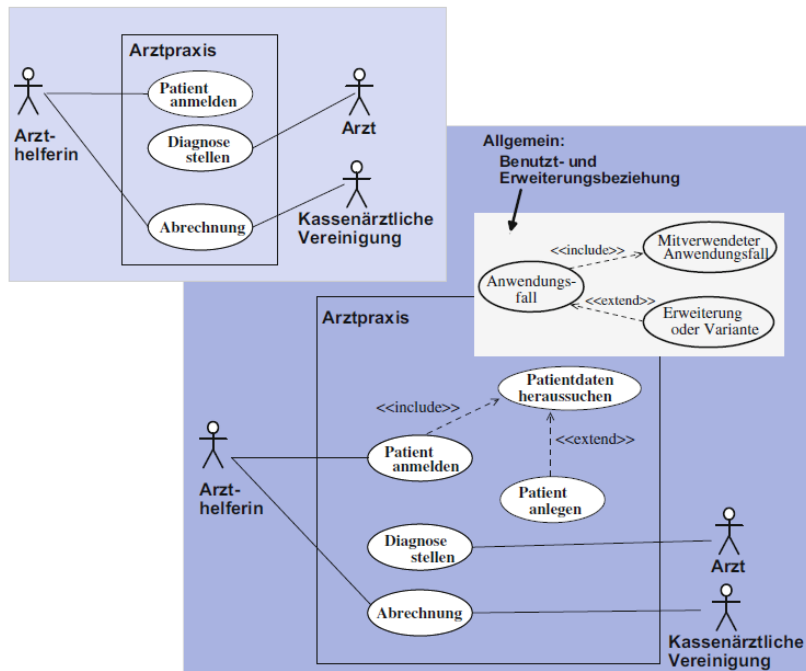 Arztpraxis
Patient
anmelden
Arzt-
helferin
Diagnose
stellen
Arzt
Abrechnung
Kassenärztliche
Vereinigung
Allgemein:
Benutzt- und
Erweiterungsbeziehung
<<include>>
Mitverwendeter
Anwendungsfall
Anwendungs-
fall
<<extend>>
Erweiterung
oder Variante
Arztpraxis
Patientdaten
heraussuchen
<<include>>
Patient
anmelden
<<extend>>
Arzt-
helferin
Patient
anlegen
Diagnose
stellen
Arzt
Abrechnung
Kassenärztliche
Vereinigung